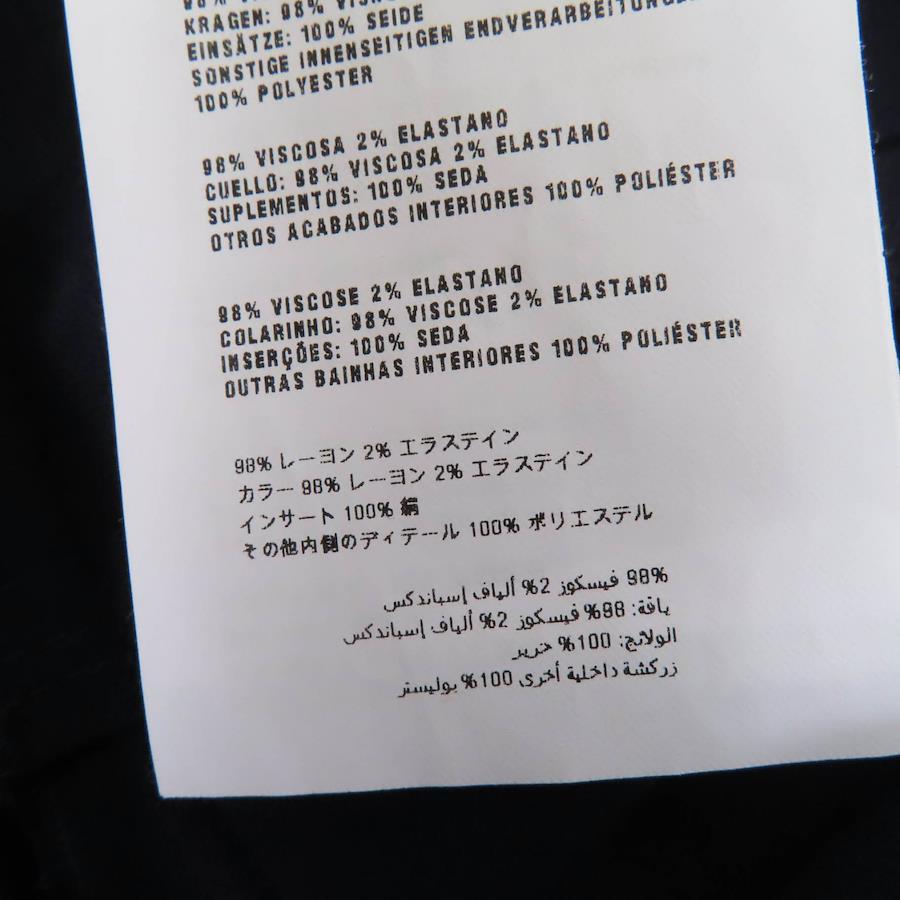 KRAGEN: 98%
EINSÄTZE: 100% SEIDE
SONSTIGE INNENSEITIGEN
100% POLYESTER
98% VISCOSA 2% ELASTANO
CUELLO: 98% VISCOSA 2% ELASTANO
SUPLEMENTOS: 100% SEDA
OTROS ACABADOS INTERIORES 100% POLIÉSTER
98% VISCOSE 2% ELASTANO
COLARINHO: 98% VISCOSE 2% ELASTANO
INSERÇÕES: 100% SEDA
OUTRAS BAINHAS INTERIORES 100% POLIÉSTER
98% レーヨン 2% エラステイン
カラー 98% レーヨン 2% エラステイン
インサート 100% 絹
その他内側のディテール 100% ポリエステル
98% فيسكوز 2% ألياف إسباندكس
ياقة: 98% فيسكوز 2% ألياف إسباندكس
الولائج: 100% حرير
زركشة داخلية أخرى 100% بوليستر